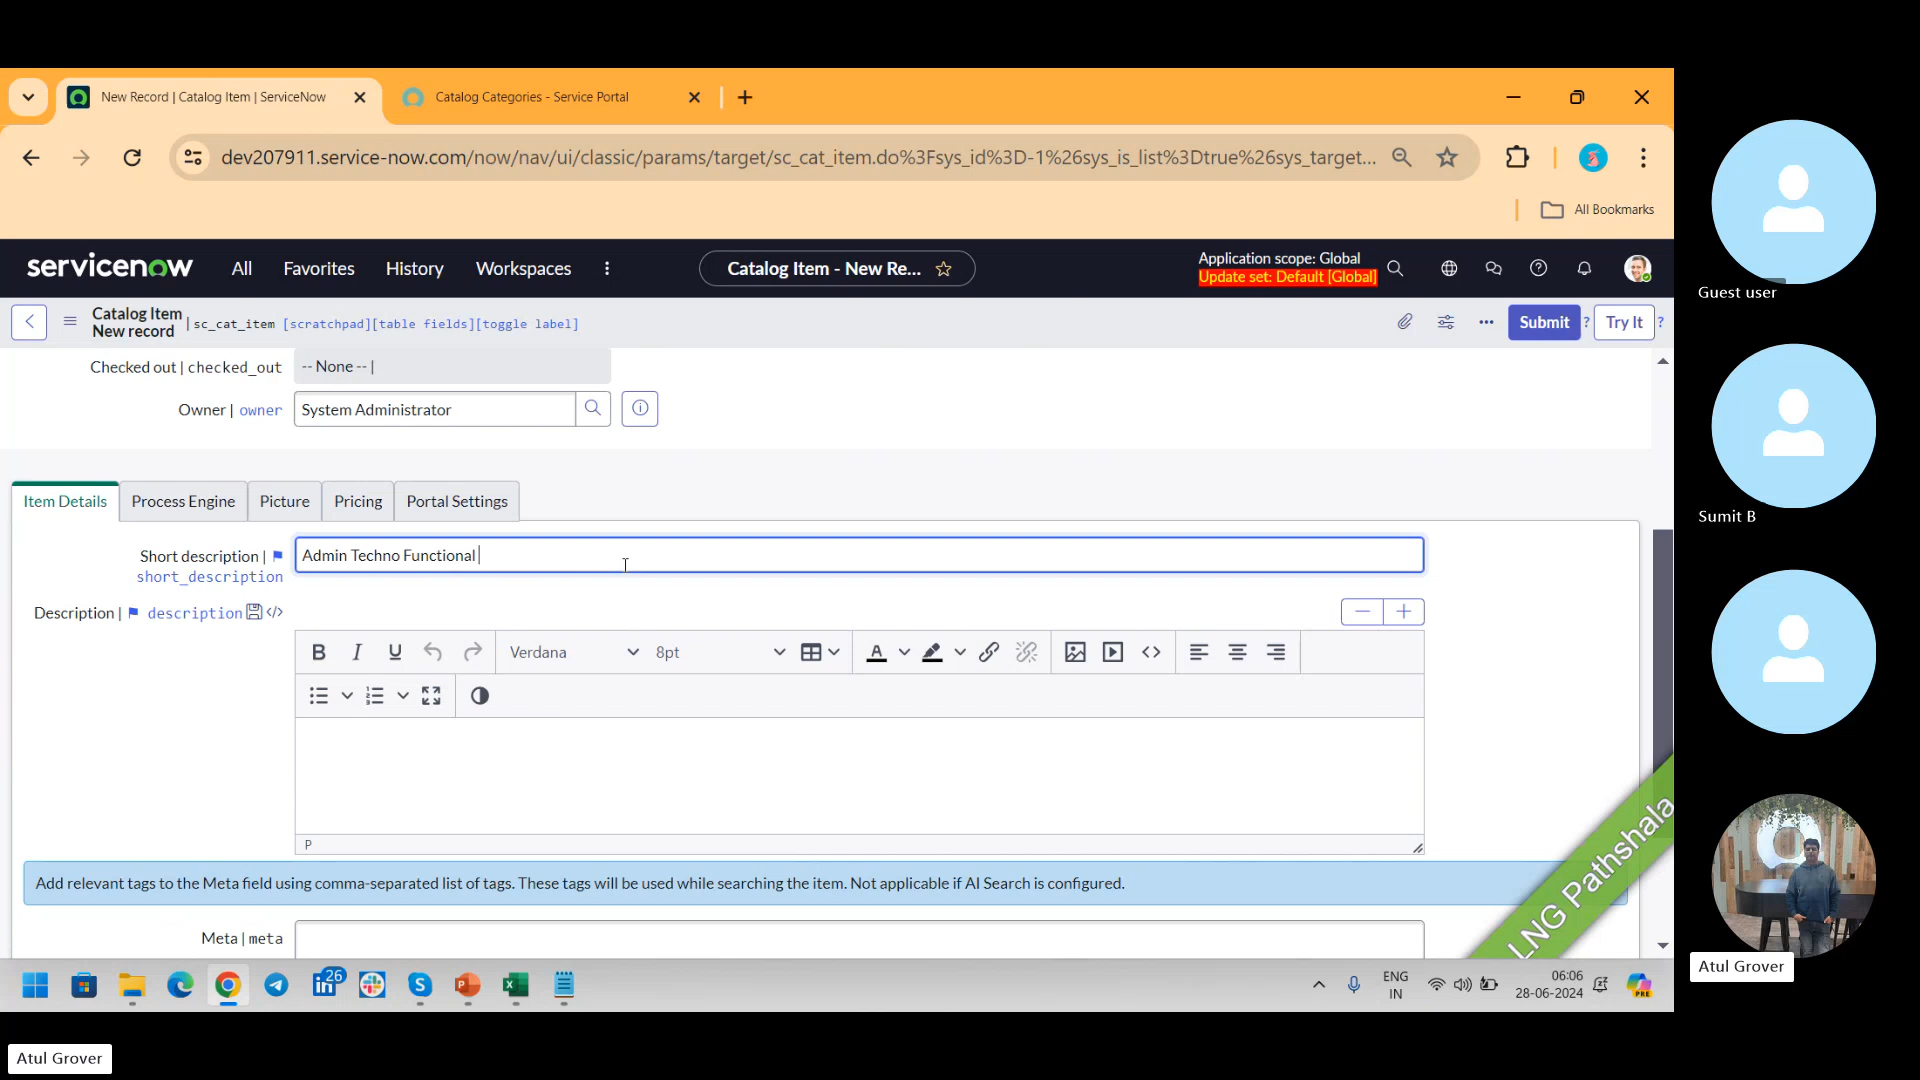 New Record | Catalog Item | ServiceNow
Catalog Categories - Service Portal
dev207911.service-now.com/now/nav/ui/classic/params/target/sc_cat_item.do%3Fsys_id%3D-1%26sys_is_list%3Dtrue%26sys_target...
All Bookmarks
servicenow
All
Favorites
History
Workspaces
Catalog Item - New Re...
Application scope: Global
Update set: Default [Global]
Catalog Item
New record
| sc_cat_item [scratchpad][table fields][toggle label]
Submit
?
Try It
?
Checked out | checked_out
-- None -- |
Owner | owner
System Administrator
Item Details
Process Engine
Picture
Pricing
Portal Settings
Short description |
short_description
Admin Techno Functional
Description | description
B I U
Verdana
8pt
A
P
Add relevant tags to the Meta field using comma-separated list of tags. These tags will be used while searching the item. Not applicable if AI Search is configured.
Meta | meta
LNG Pathshala
26
ENG
IN
06:06
28-06-2024
PRE
Guest user
Sumit B
Atul Grover
Atul Grover